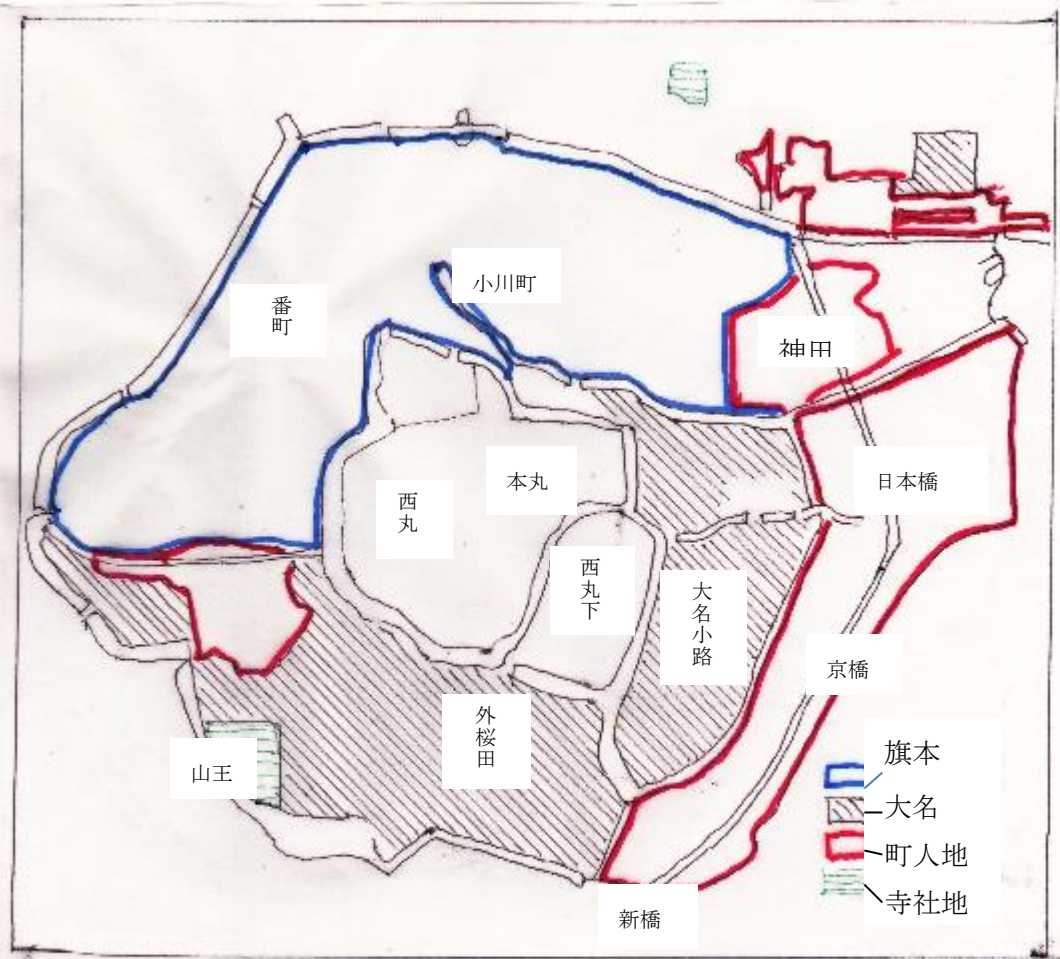 小川町
番町
神田
本丸
日本橋
西丸
西丸下
大名小路
京橋
外桜田
山王
新橋
旗本
大名
町人地
寺社地